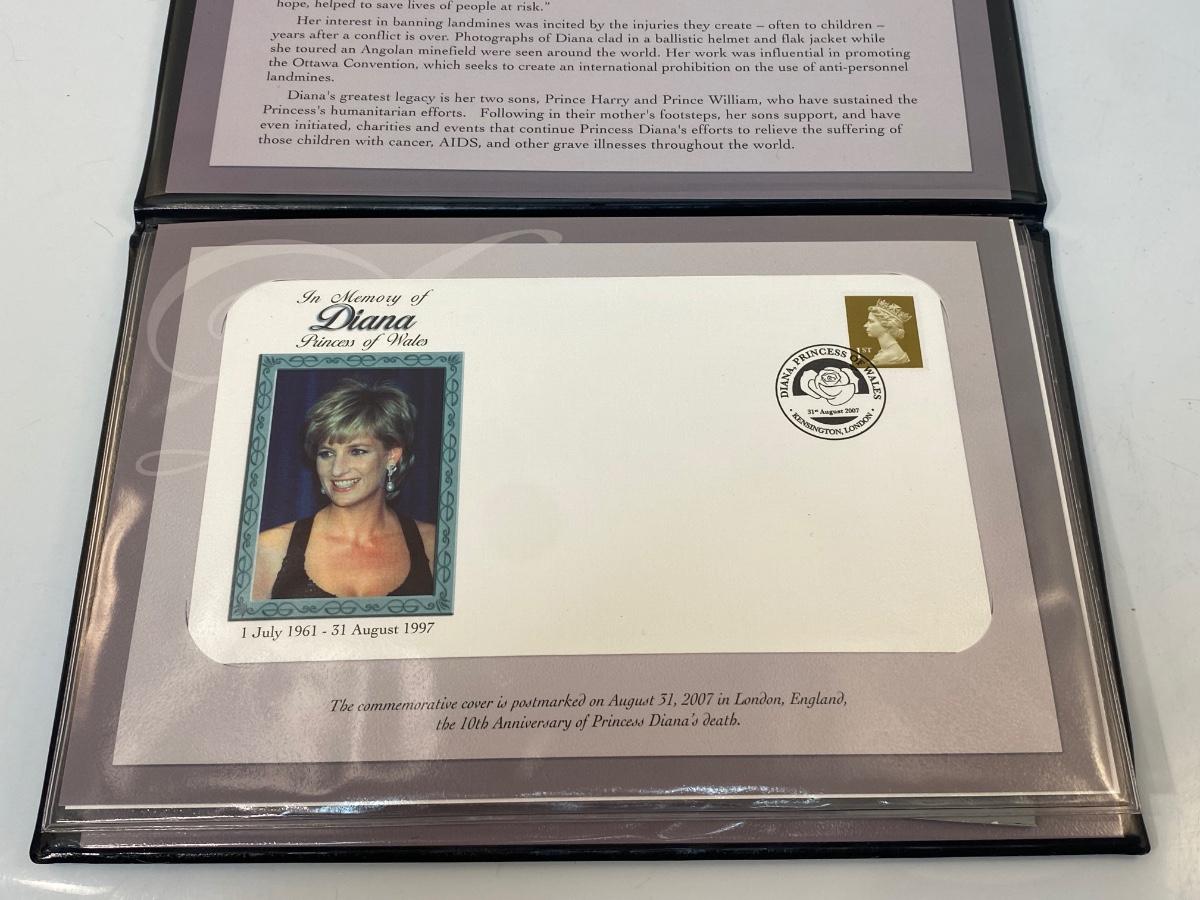 hope, helped to save lives of people at risk."
Her interest in banning landmines was incited by the injuries they create – often to children –
years after a conflict is over. Photographs of Diana clad in a ballistic helmet and flak jacket while
she toured an Angolan minefield were seen around the world. Her work was influential in promoting
the Ottawa Convention, which seeks to create an international prohibition on the use of anti-personnel
landmines.
Diana's greatest legacy is her two sons, Prince Harry and Prince William, who have sustained the
Princess's humanitarian efforts. Following in their mother's footsteps, her sons support, and have
even initiated, charities and events that continue Princess Diana's efforts to relieve the suffering of
those children with cancer, AIDS, and other grave illnesses throughout the world.
In Memory of
Diana
Princess of Wales
1 July 1961 - 31 August 1997
1ST
DIANA, PRINCESS OF WALES
31st August 2007
• KENSINGTON, LONDON •
The commemorative cover is postmarked on August 31, 2007 in London, England,
the 10th Anniversary of Princess Diana's death.